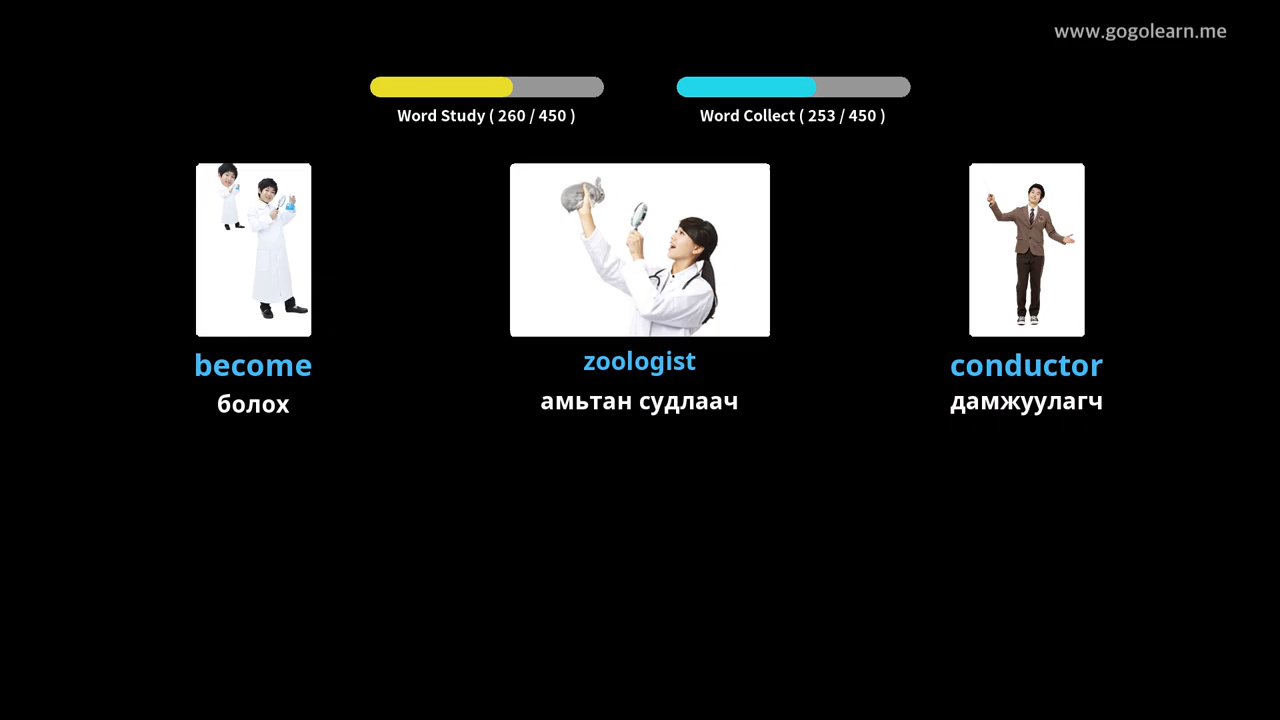 www.gogolearn.me
Word Study ( 260 / 450 )
Word Collect ( 253 / 450 )
become
болох
zoologist
амьтан судлаач
conductor
дамжуулагч